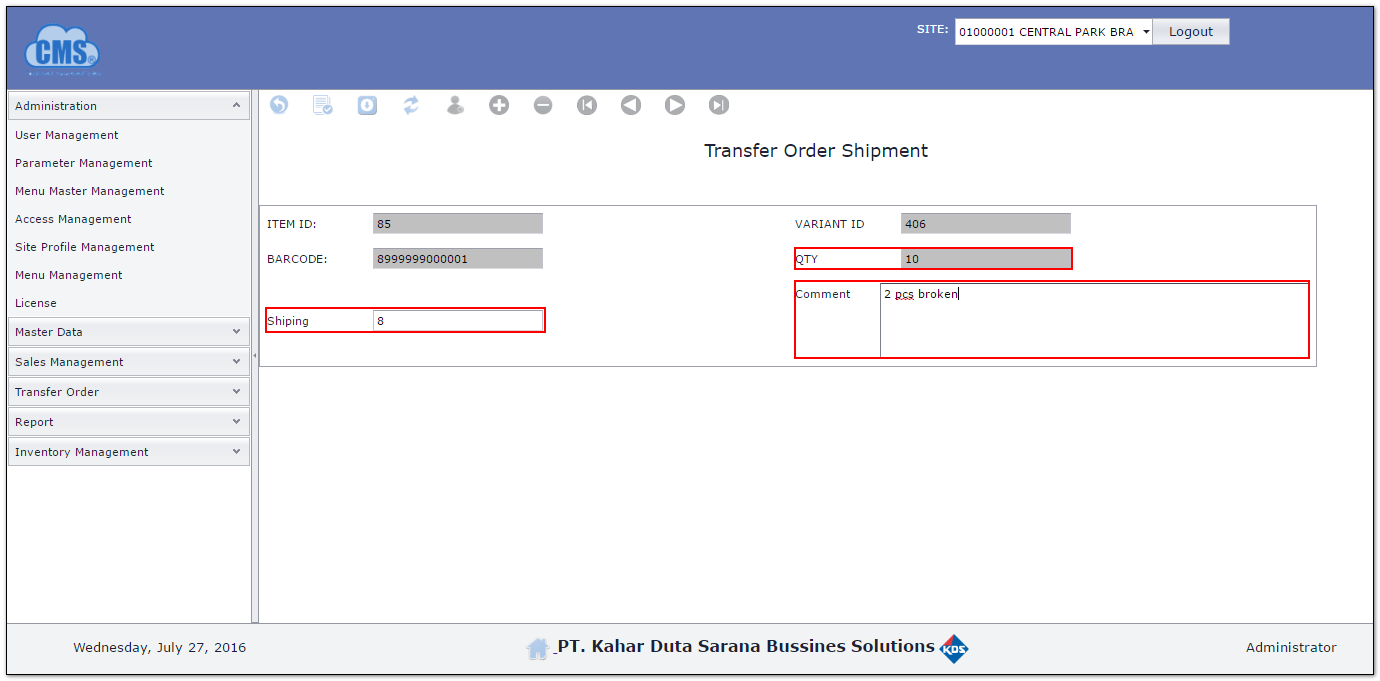 SITE: 01000001 CENTRAL PARK BRA Logout
CMS
Administration
User Management
Parameter Management
Menu Master Management
Access Management
Site Profile Management
Menu Management
License
Master Data
Sales Management
Transfer Order
Report
Inventory Management
Transfer Order Shipment
ITEM ID: 85 VARIANT ID 406
BARCODE: 8999999000001 QTY 10
Comment 2 pcs broken
Shiping 8
Wednesday, July 27, 2016 PT. Kahar Duta Sarana Bussines Solutions KDS Administrator